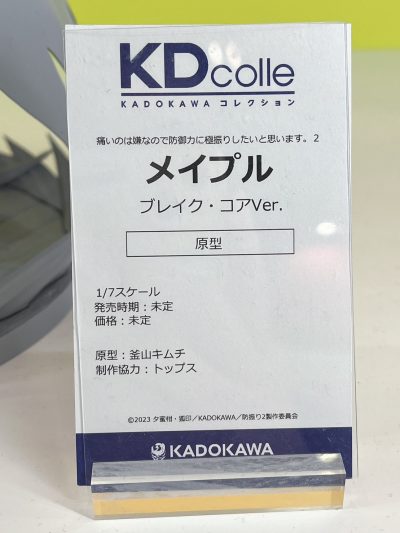 KDcolle
KADOKAWA コレクション
痛いのは嫌なので防御力に極振りしたいと思います。2
メイプル
ブレイク・コアVer.
原型
1/7スケール
発売時期：未定
価格：未定
原型：釜山キムチ
制作協力：トップス
©2023 夕蜜柑・狐印／KADOKAWA／防振り2製作委員会
KADOKAWA